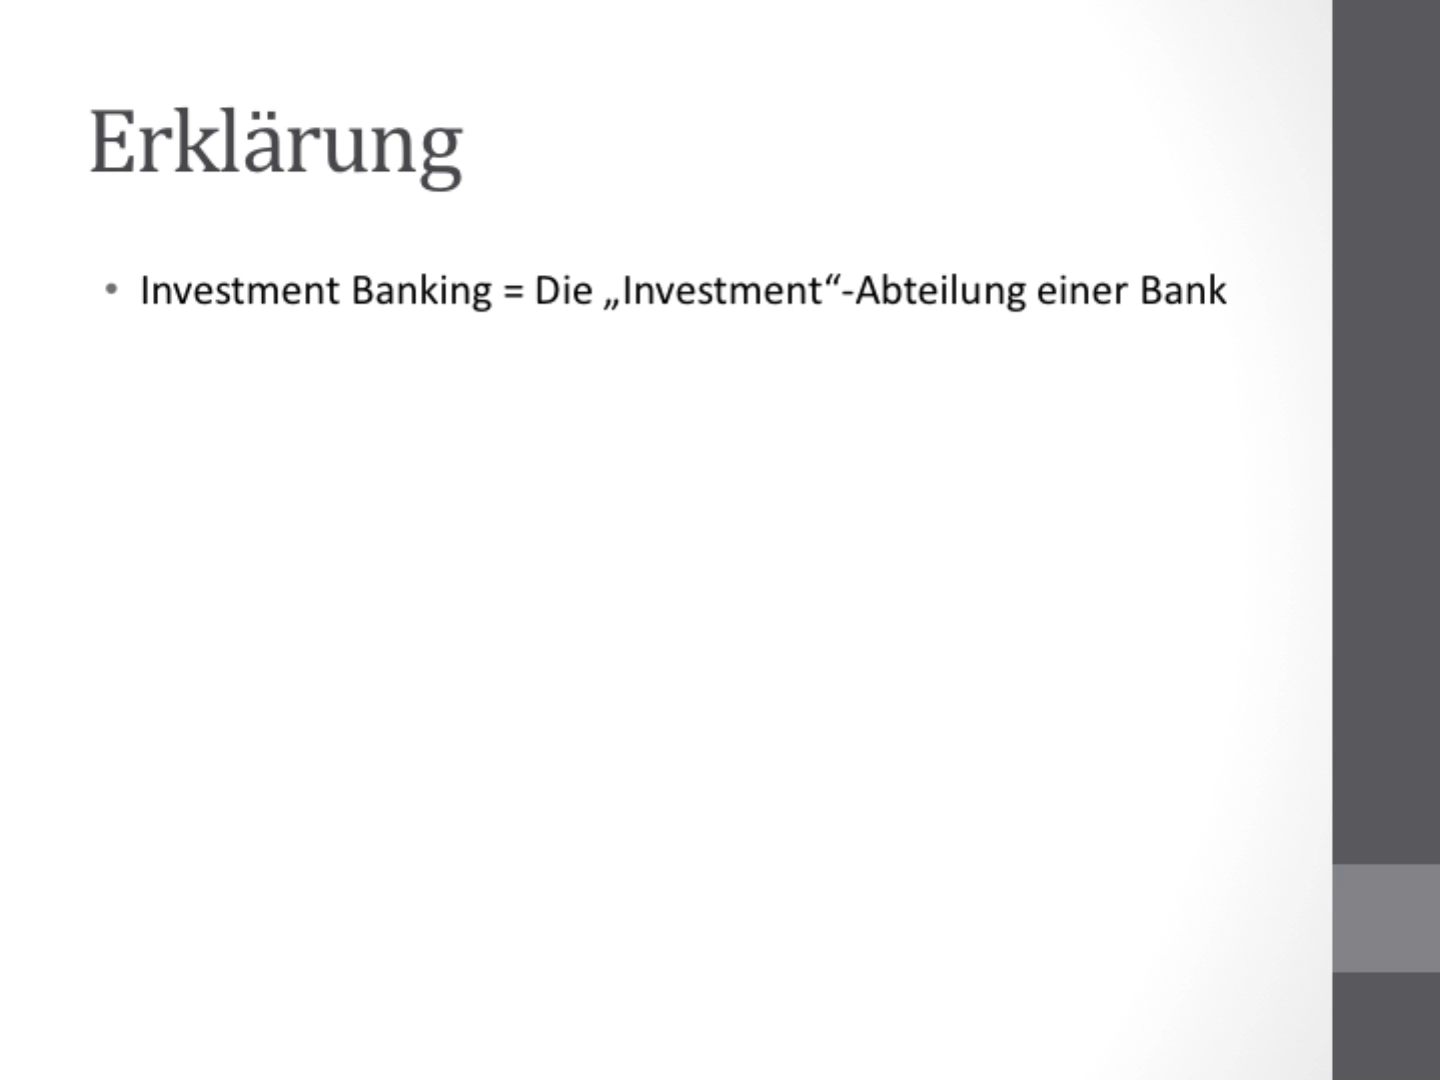 Erklärung
• Investment Banking = Die „Investment“-Abteilung einer Bank